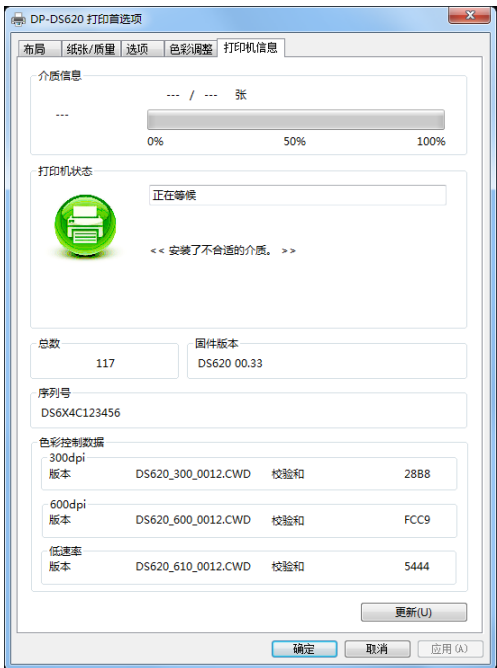 DP-DS620 打印首选项
布局 纸张/质量 选项 色彩调整 打印机信息
介质信息
--- / --- 张
---
0% 50% 100%
打印机状态
正在等候
<< 安装了不合适的介质。 >>
总数 固件版本
117 DS620 00.33
序列号
DS6X4C123456
色彩控制数据
300dpi
版本 DS620_300_0012.CWD 校验和 28B8
600dpi
版本 DS620_600_0012.CWD 校验和 FCC9
低速率
版本 DS620_610_0012.CWD 校验和 5444
更新(U)
确定 取消 应用(A)